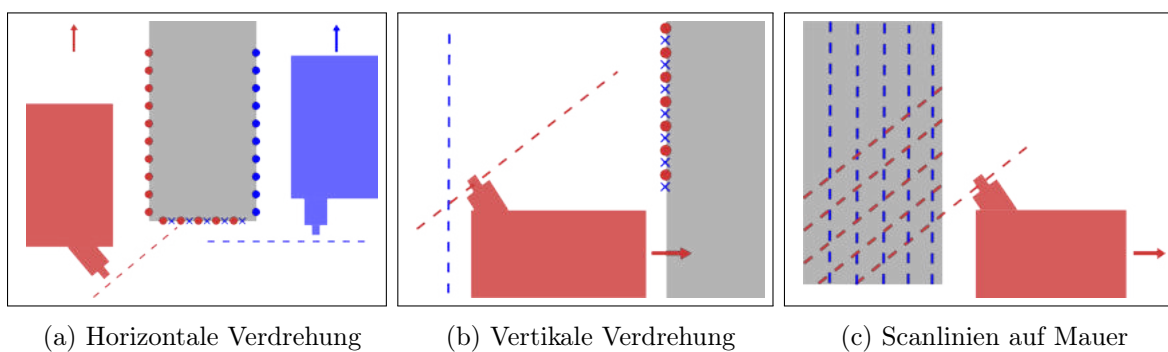 (a) Horizontale Verdrehung
(b) Vertikale Verdrehung
(c) Scanlinien auf Mauer